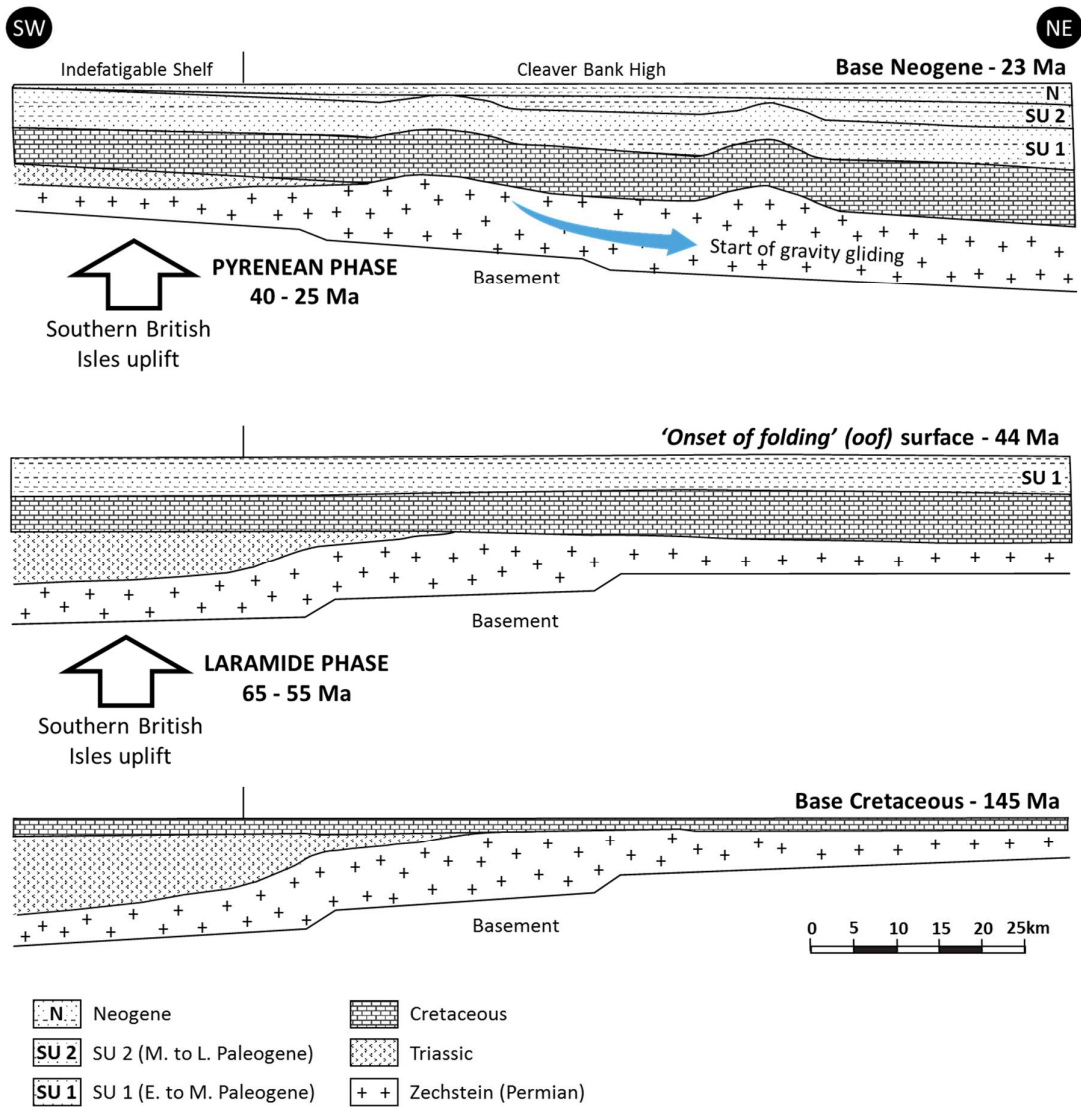 SW
NE
Indefatigable Shelf
Cleaver Bank High
Base Neogene - 23 Ma
N
SU 2
SU 1
Start of gravity gliding
PYRENEAN PHASE
40 - 25 Ma
Basement
Southern British
Isles uplift
'Onset of folding' (oof) surface - 44 Ma
SU 1
Basement
LARAMIDE PHASE
65 - 55 Ma
Southern British
Isles uplift
Base Cretaceous - 145 Ma
Basement
0 5 10 15 20 25km
N Neogene
SU 2 SU 2 (M. to L. Paleogene)
SU 1 SU 1 (E. to M. Paleogene)
Cretaceous
Triassic
Zechstein (Permian)